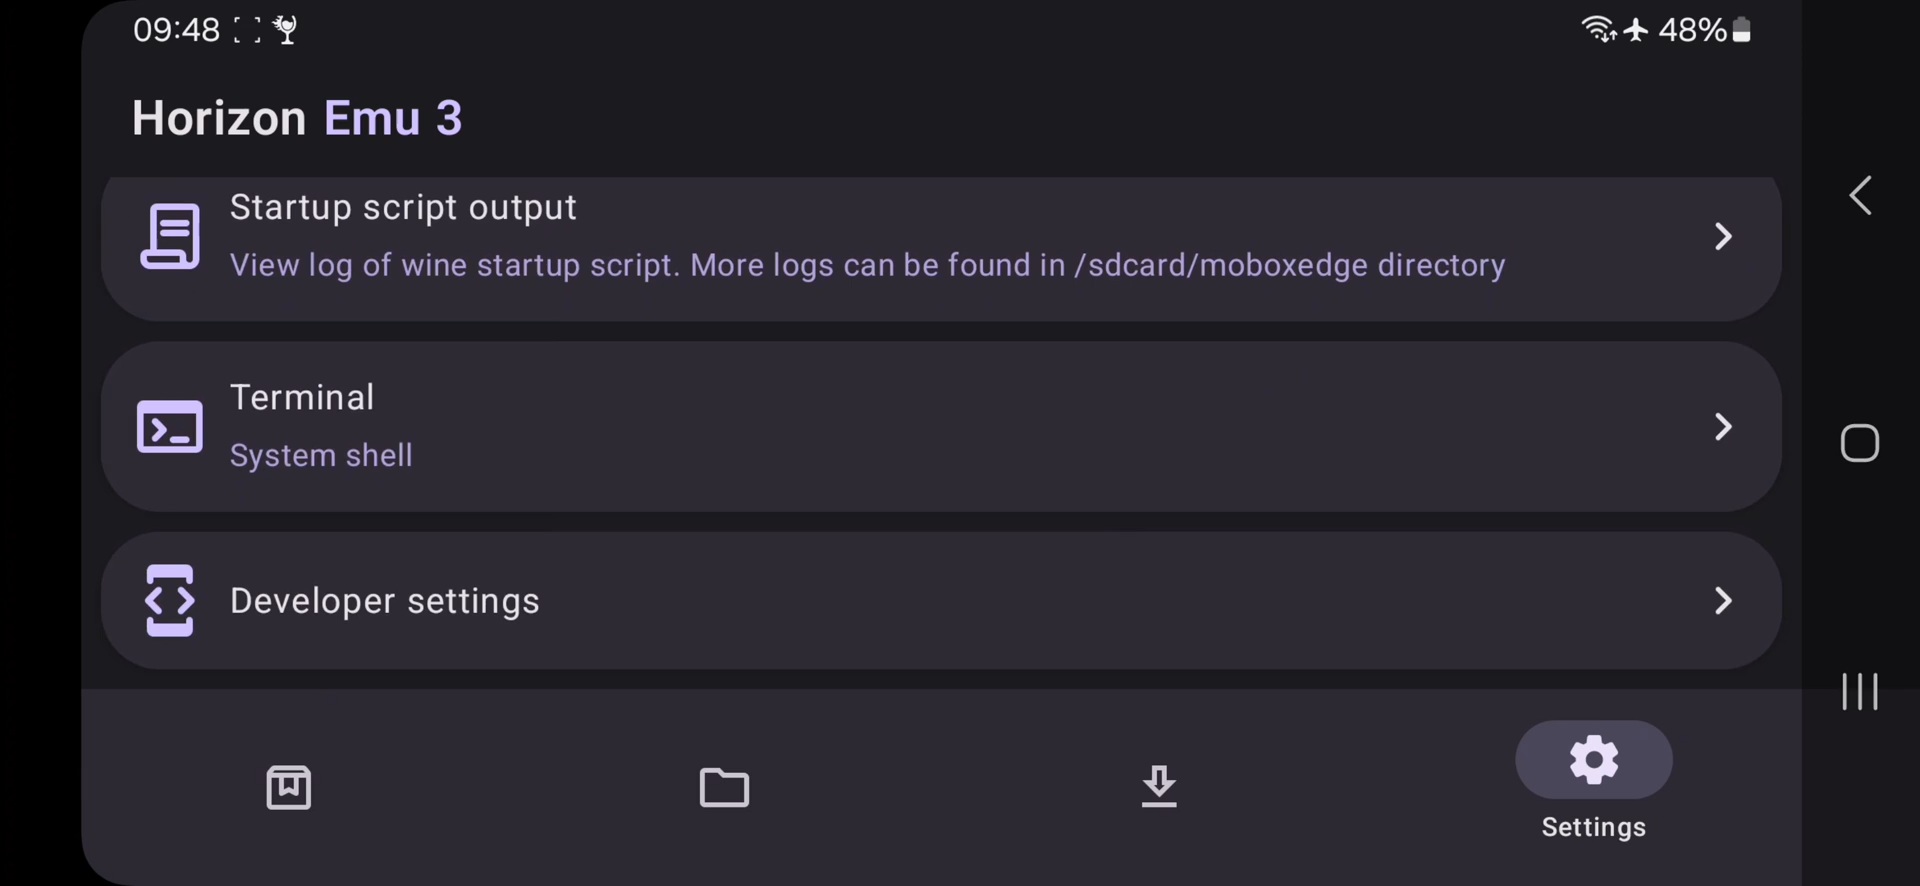 09:48
48%
Horizon Emu 3
Startup script output
View log of wine startup script. More logs can be found in /sdcard/moboxedge directory
Terminal
System shell
Developer settings
Settings